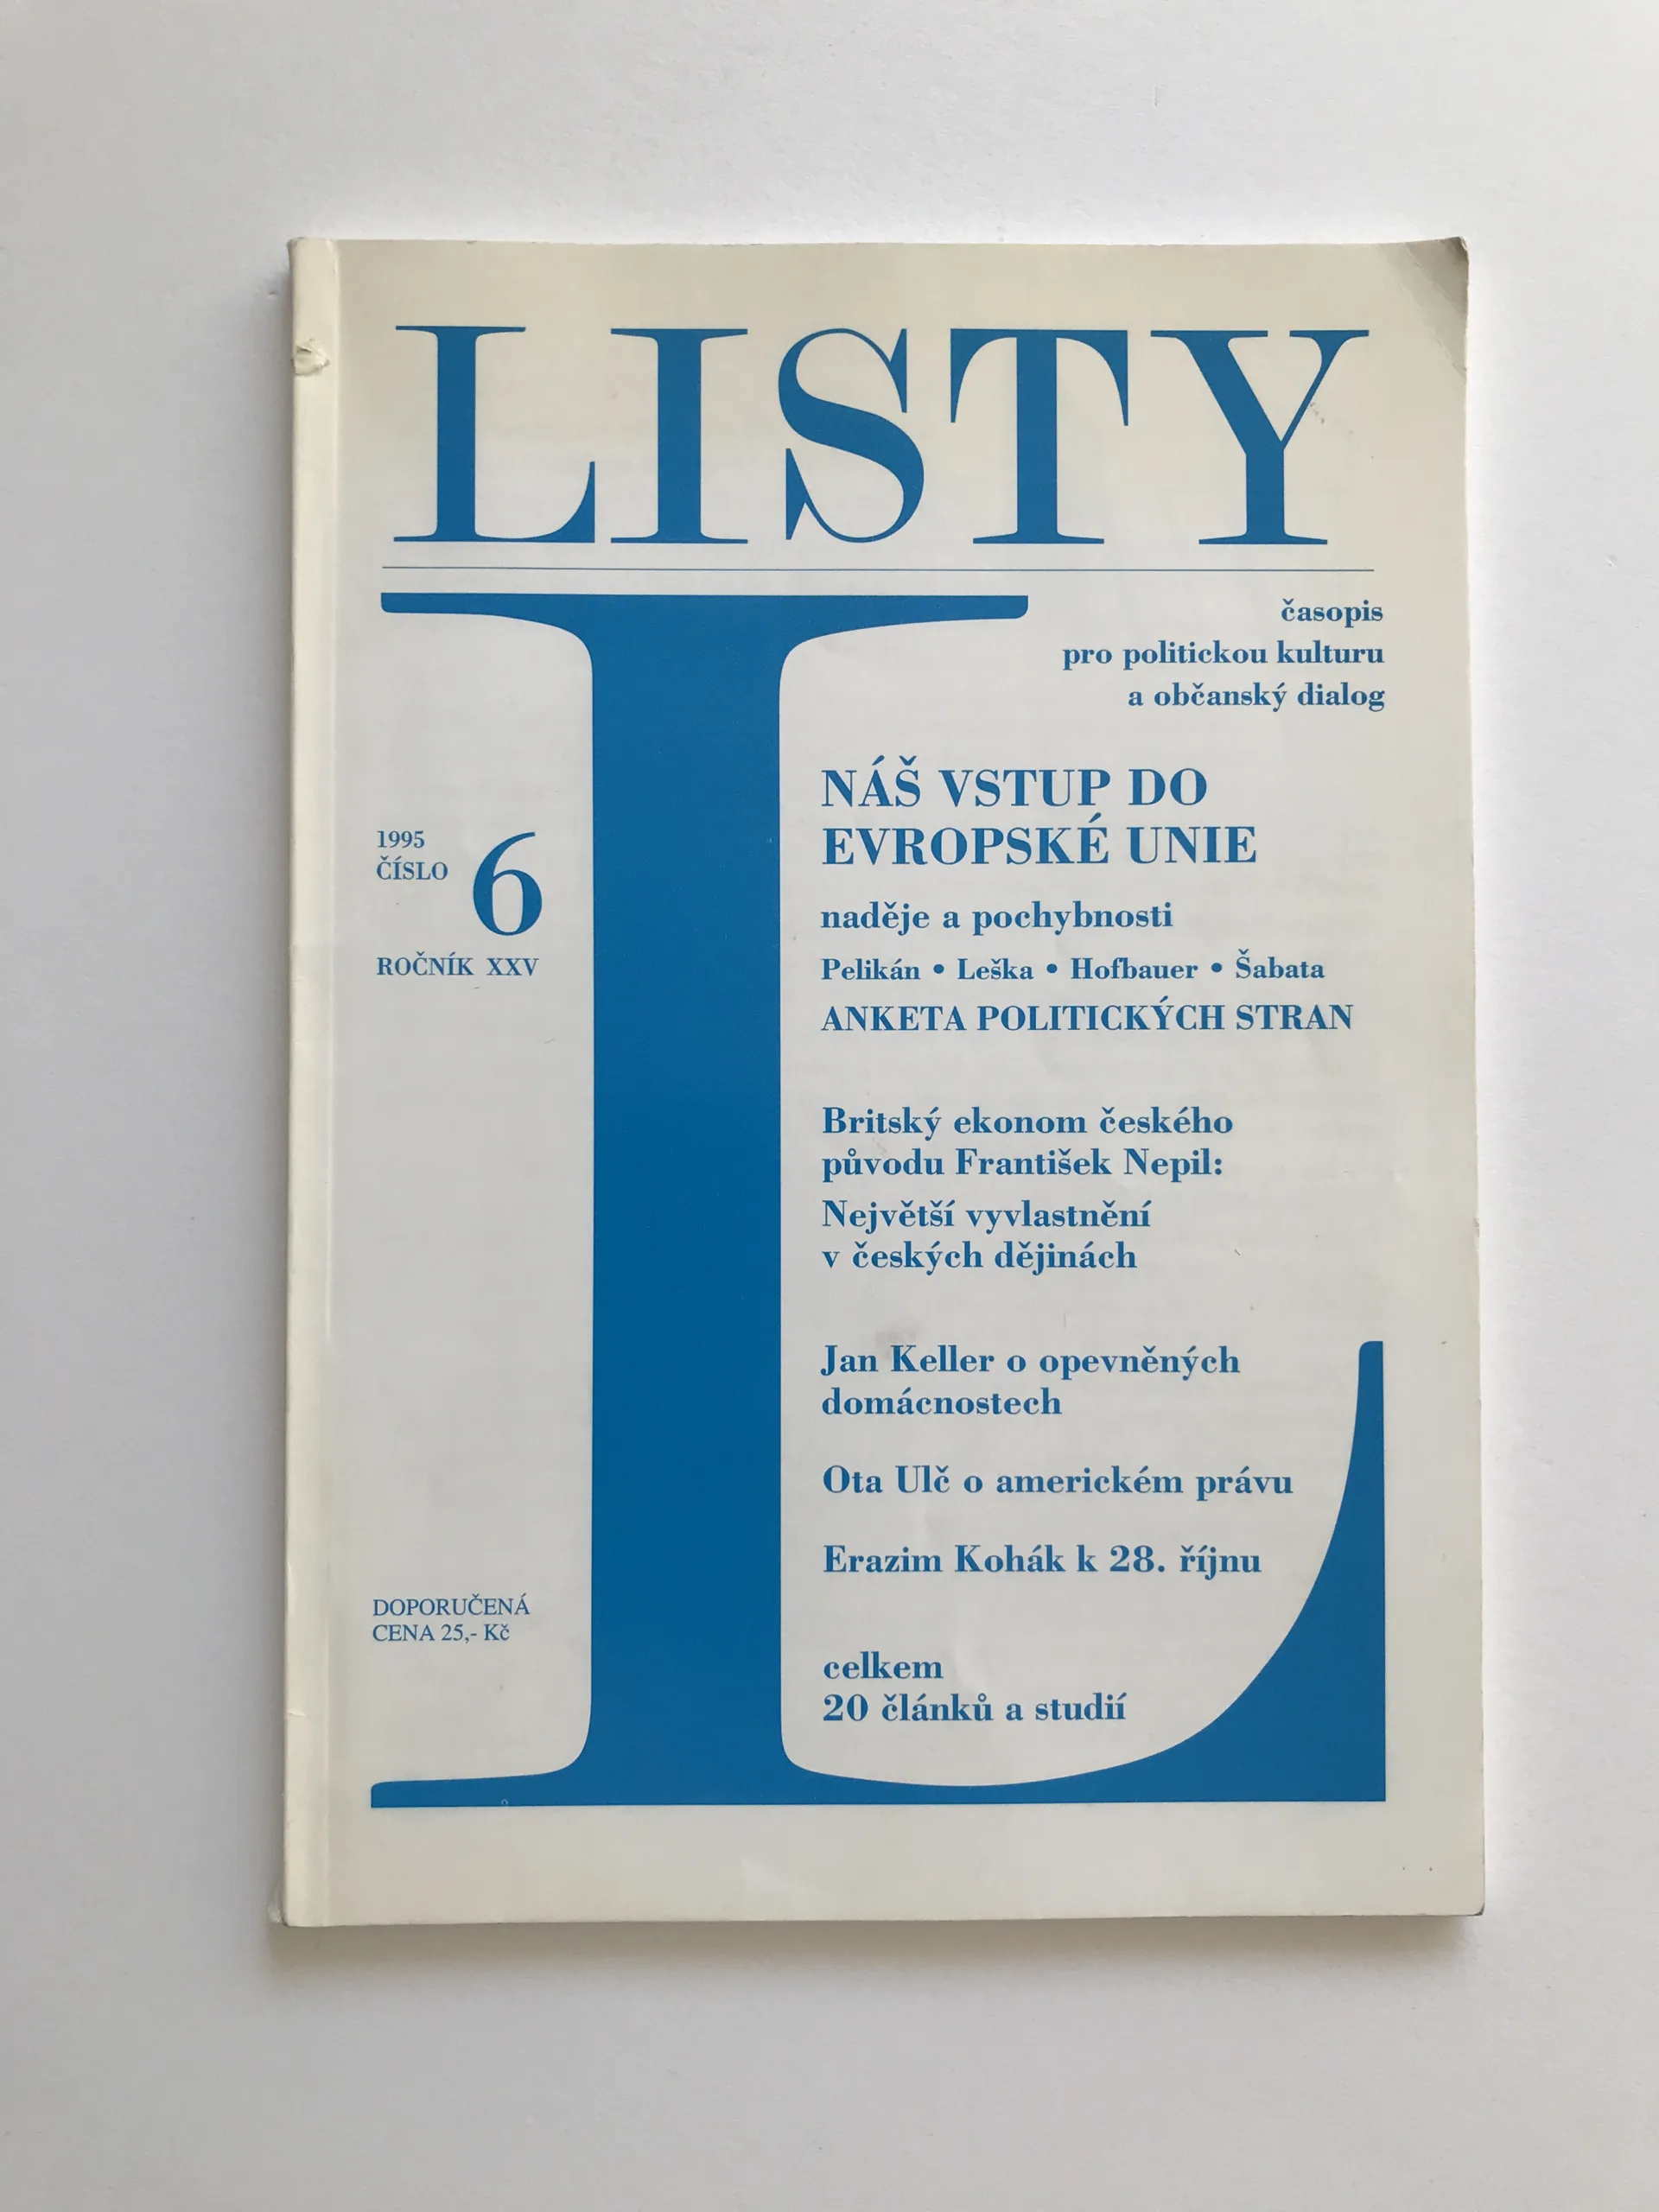 LISTY
časopis
pro politickou kulturu
a občanský dialog
1995
ČÍSLO 6
ROČNÍK XXV
NÁŠ VSTUP DO
EVROPSKÉ UNIE
naděje a pochybnosti
Pelikán • Leška • Hofbauer • Šabata
ANKETA POLITICKÝCH STRAN
Britský ekonom českého
původu František Nepil:
Největší vyvlastnění
v českých dějinách
Jan Keller o opevněných
domácnostech
Ota Ulč o americkém právu
Erazim Kohák k 28. říjnu
celkem
20 článků a studií
DOPORUČENÁ
CENA 25,- Kč
L